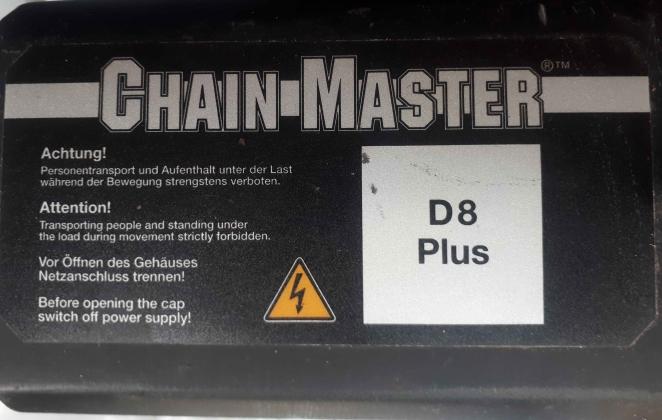 CHAIN MASTER ®™
Achtung!
Personentransport und Aufenthalt unter der Last
während der Bewegung strengstens verboten.
Attention!
Transporting people and standing under
the load during movement strictly forbidden.
Vor Öffnen des Gehäuses
Netzanschluss trennen!
Before opening the cap
switch off power supply!
D8
Plus